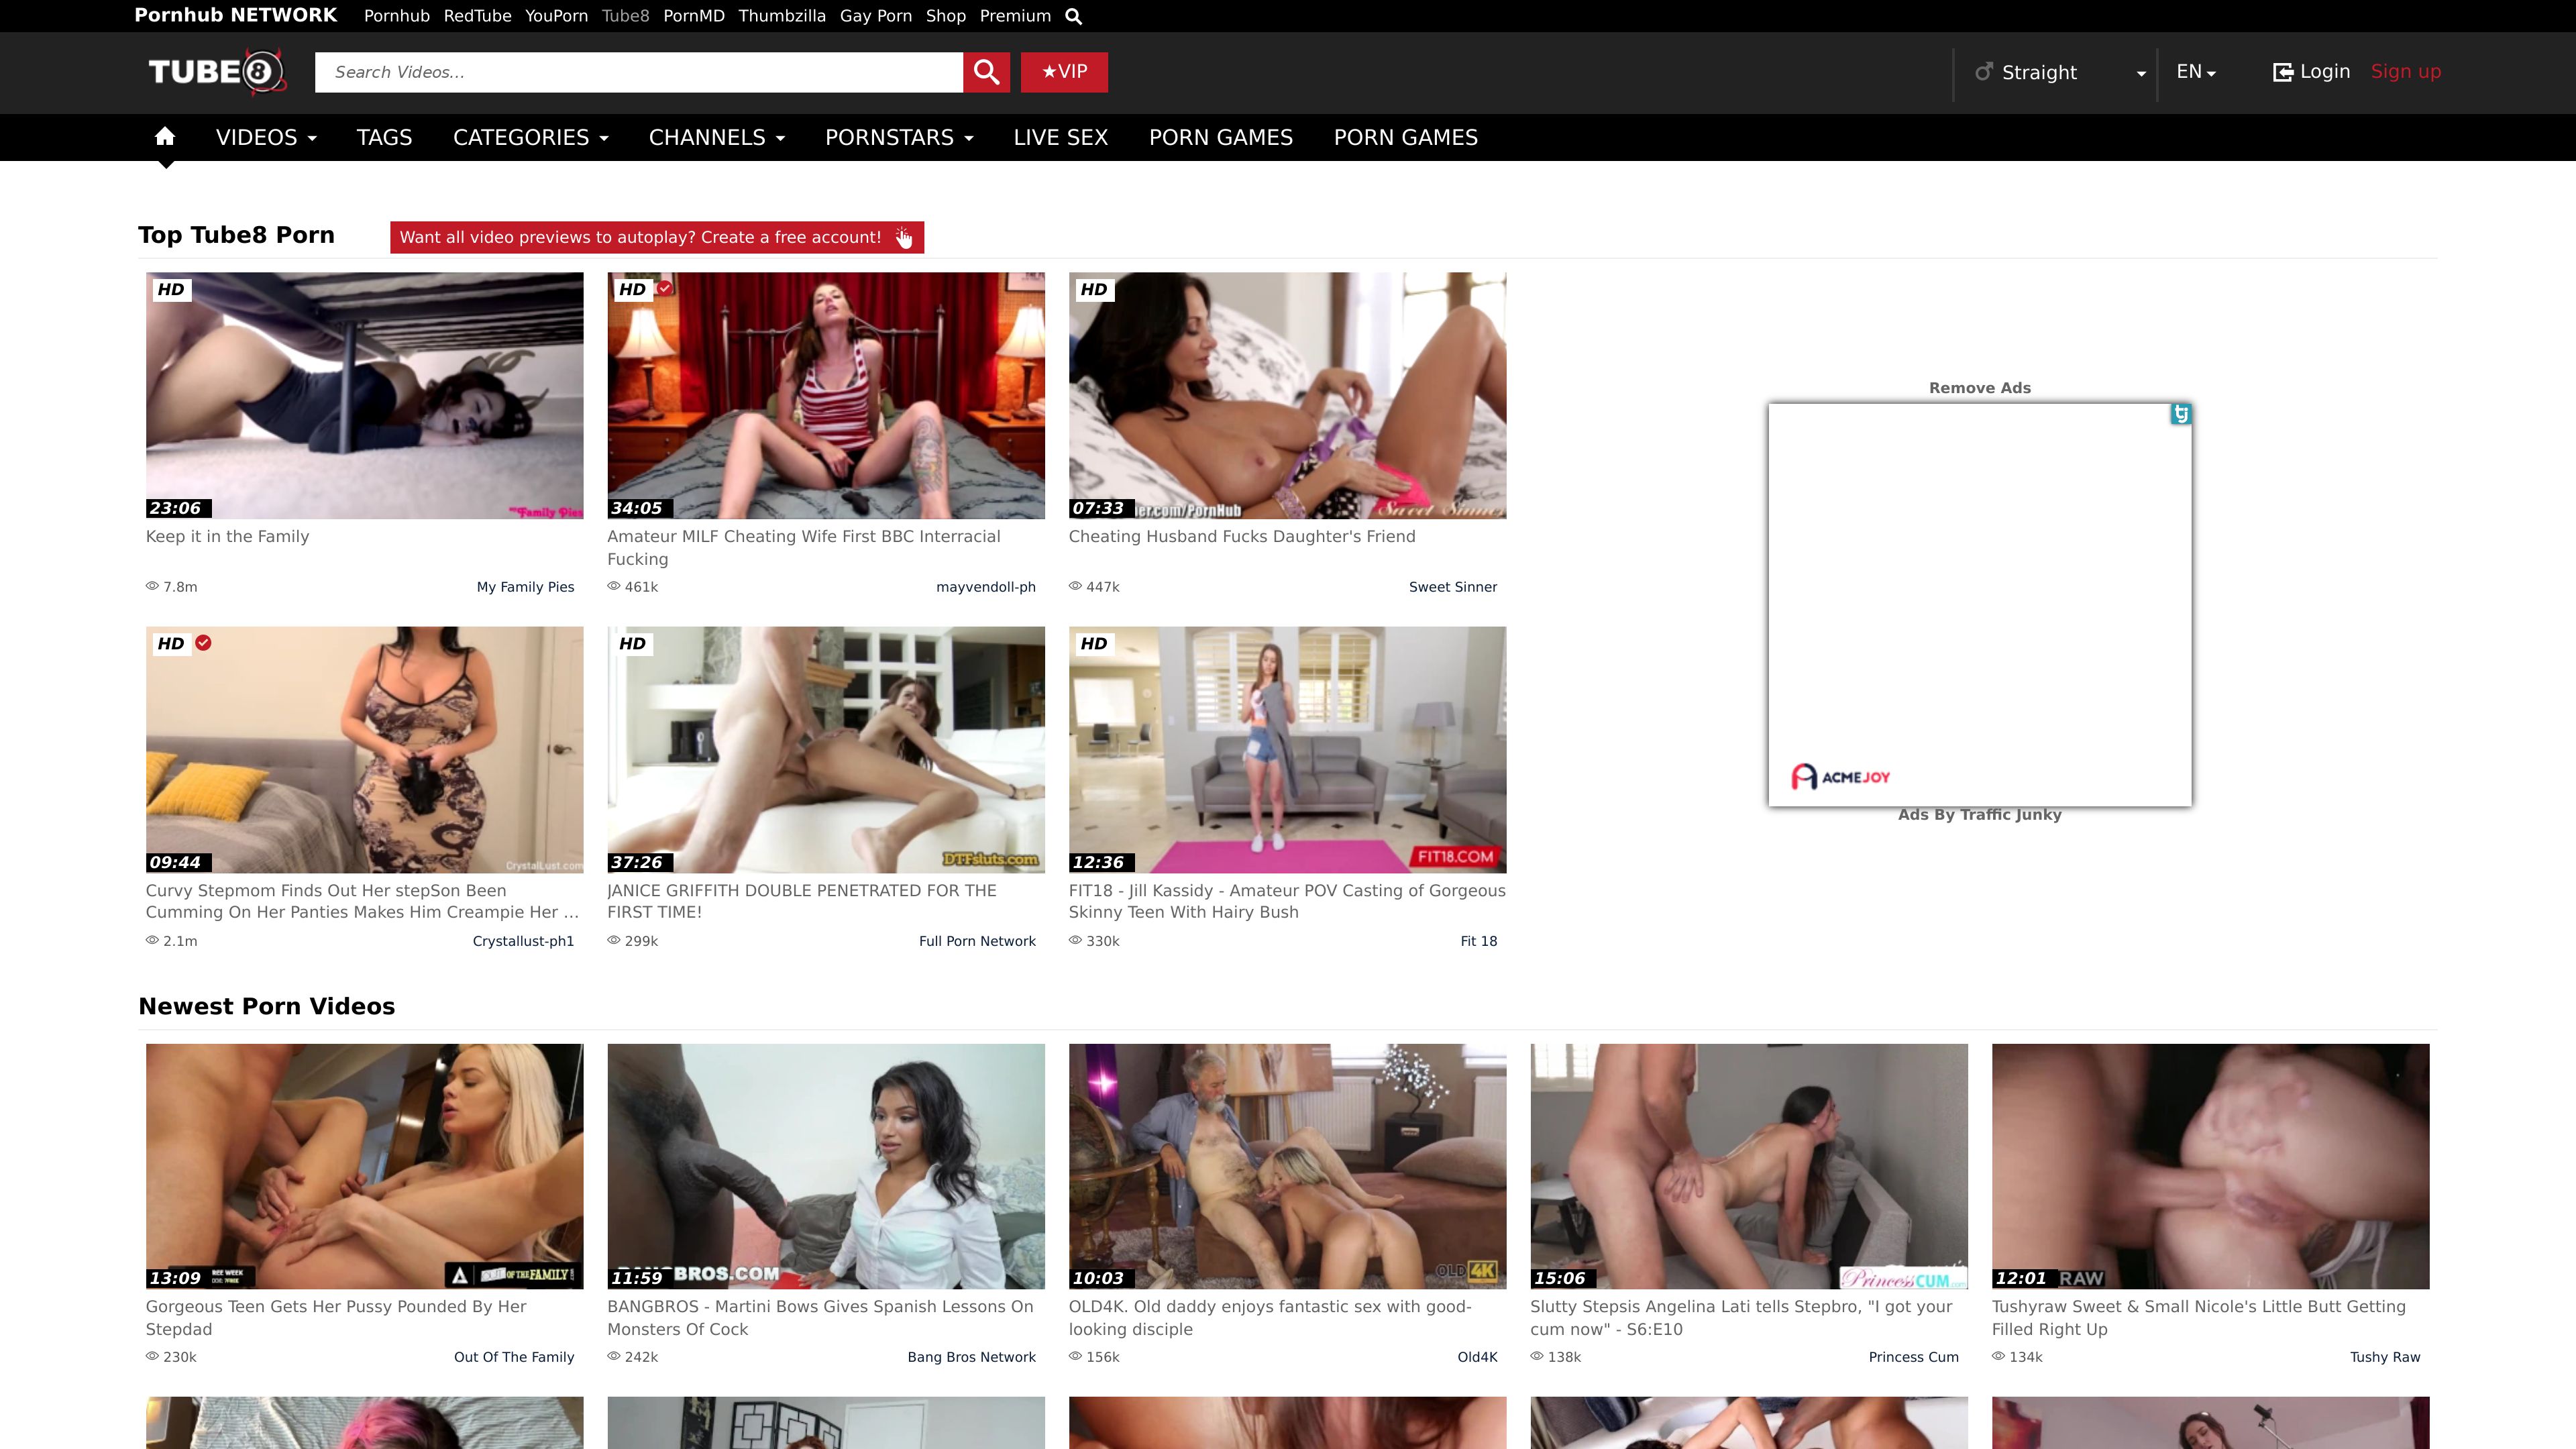 Pornhub NETWORK Pornhub RedTube YouPorn Tube8 PornMD Thumbzilla Gay Porn Shop Premium
TUBE8 Search Videos... ★VIP Straight EN Login Sign up
VIDEOS TAGS CATEGORIES CHANNELS PORNSTARS LIVE SEX PORN GAMES PORN GAMES
Top Tube8 Porn Want all video previews to autoplay? Create a free account!
HD HD HD
Remove Ads
tj
23:06 Family Pies 34:05 07:33 er.com/PornHub Sweet Sinner
Keep it in the Family
Amateur MILF Cheating Wife First BBC Interracial
Fucking
Cheating Husband Fucks Daughter's Friend
7.8m My Family Pies 461k mayvendoll-ph 447k Sweet Sinner
HD HD HD
ACMEJOY
Ads By Traffic Junky
09:44 CrystalLust.com 37:26 DTFsluts.com 12:36 FIT18.COM
Curvy Stepmom Finds Out Her stepSon Been
Cumming On Her Panties Makes Him Creampie Her ...
JANICE GRIFFITH DOUBLE PENETRATED FOR THE
FIRST TIME!
FIT18 - Jill Kassidy - Amateur POV Casting of Gorgeous
Skinny Teen With Hairy Bush
2.1m Crystallust-ph1 299k Full Porn Network 330k Fit 18
Newest Porn Videos
13:09 OUT OF THE FAMILY 11:59 BANGBROS.COM 10:03 OLD4K 15:06 PrincessCUM.com 12:01 RAW
Gorgeous Teen Gets Her Pussy Pounded By Her
Stepdad
BANGBROS - Martini Bows Gives Spanish Lessons On
Monsters Of Cock
OLD4K. Old daddy enjoys fantastic sex with good-
looking disciple
Slutty Stepsis Angelina Lati tells Stepbro, "I got your
cum now" - S6:E10
Tushyraw Sweet & Small Nicole's Little Butt Getting
Filled Right Up
230k Out Of The Family 242k Bang Bros Network 156k Old4K 138k Princess Cum 134k Tushy Raw